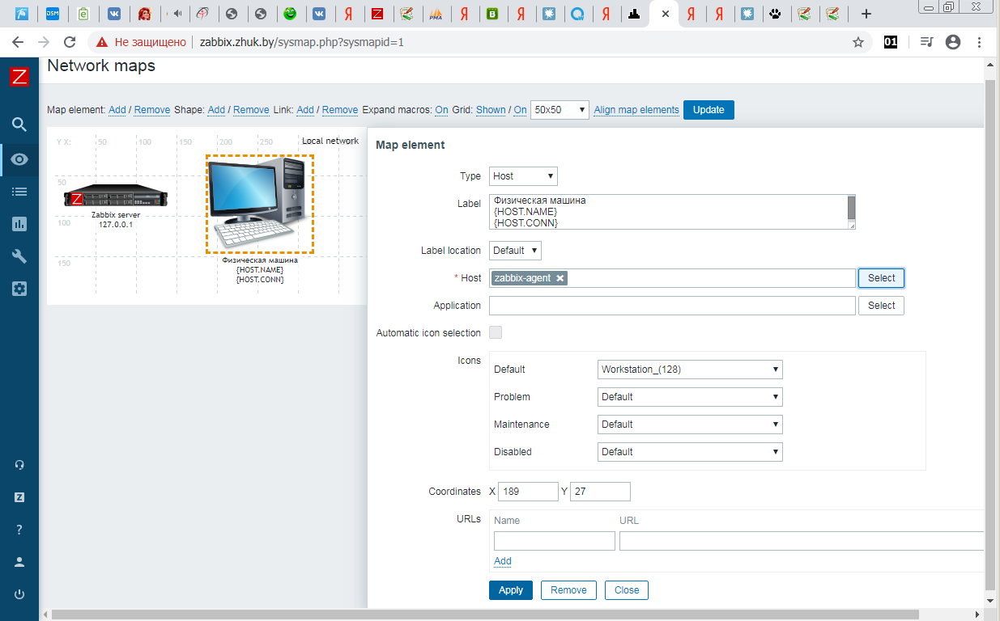 Не защищено zabbix.zhuk.by/sysmap.php?sysmapid=1
Network maps
Map element: Add / Remove Shape: Add / Remove Link: Add / Remove Expand macros: On Grid: Shown / On 50x50 Align map elements Update
Y X: 50 100 150 200 250
Local network
50
100
150
Zabbix server
127.0.0.1
Физическая машина
{HOST.NAME}
{HOST.CONN}
Map element
Type Host
Label Физическая машина
{HOST.NAME}
{HOST.CONN}
Label location Default
* Host zabbix-agent Select
Application Select
Automatic icon selection
Icons
Default Workstation_(128)
Problem Default
Maintenance Default
Disabled Default
Coordinates X 189 Y 27
URLs Name URL
Add
Apply Remove Close